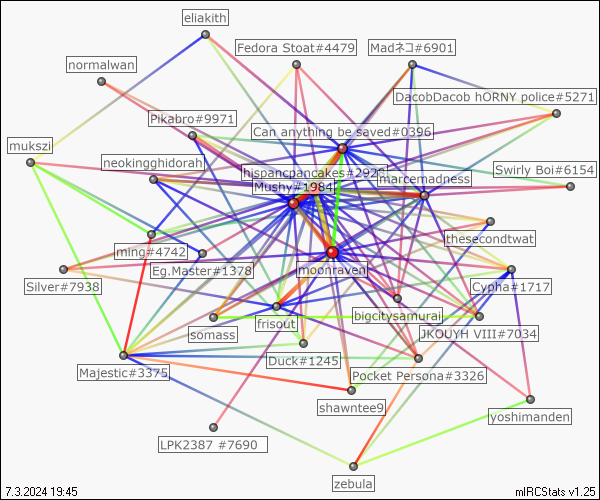 eliakith
Fedora Stoat#4479
Madネコ#6901
normalwan
DacobDacob hORNY police#5271
Pikabro#9971
Can anything be saved#0396
mukszi
neokingghidorah
hispancpancakes#2928
marcemadness
Swirly Boi#6154
Mushy#1984
thesecondtwat
ming#4742
Eg.Master#1378
moonraven
Silver#7938
Cypha#1717
bigcitysamurai
frisout
somass
JKOUYH VIII#7034
Duck#1245
Majestic#3375
Pocket Persona#3326
shawntee9
yoshimanden
LPK2387 #7690
zebula
7.3.2024 19:45
mIRCStats v1.25